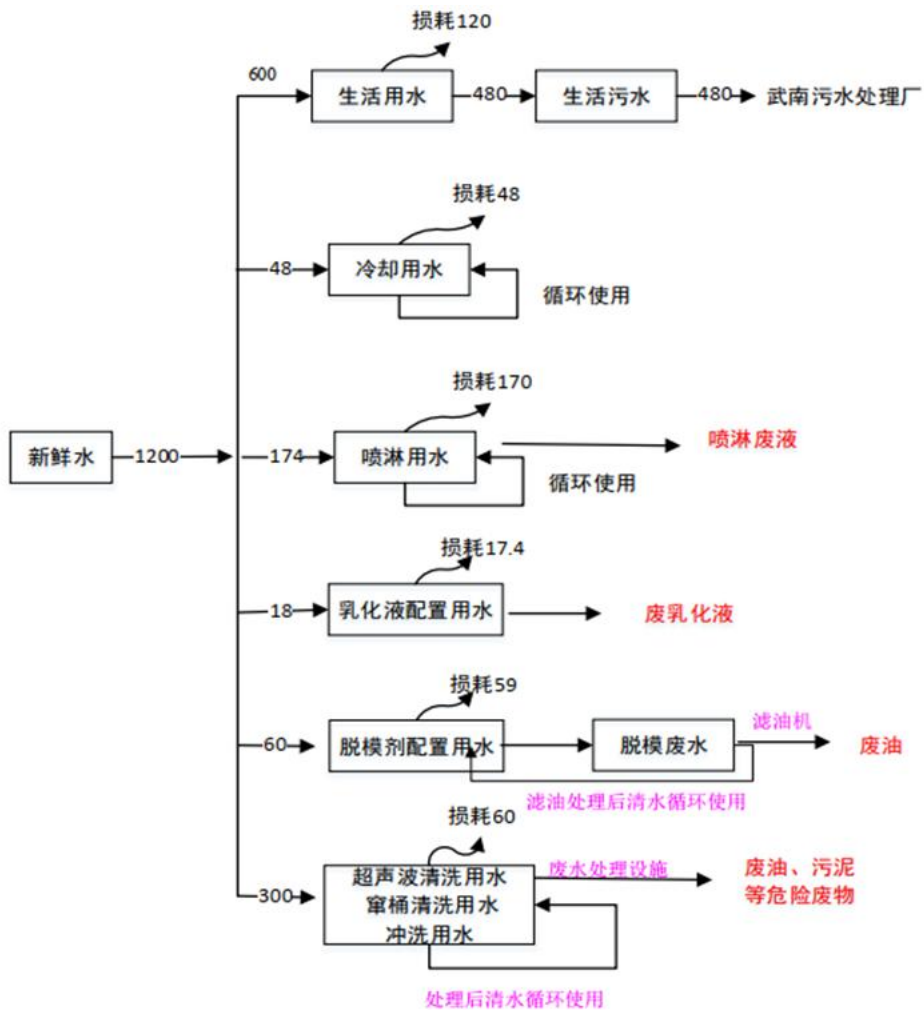 损耗120
600
生活用水
480
生活污水
480
武南污水处理厂
损耗48
48
冷却用水
循环使用
损耗170
新鲜水
1200
174
喷淋用水
喷淋废液
循环使用
损耗17.4
18
乳化液配置用水
废乳化液
损耗59
60
脱模剂配置用水
脱模废水
滤油机
废油
滤油处理后清水循环使用
损耗60
300
超声波清洗用水
窜桶清洗用水
冲洗用水
废水处理设施
废油、污泥
等危险废物
处理后清水循环使用